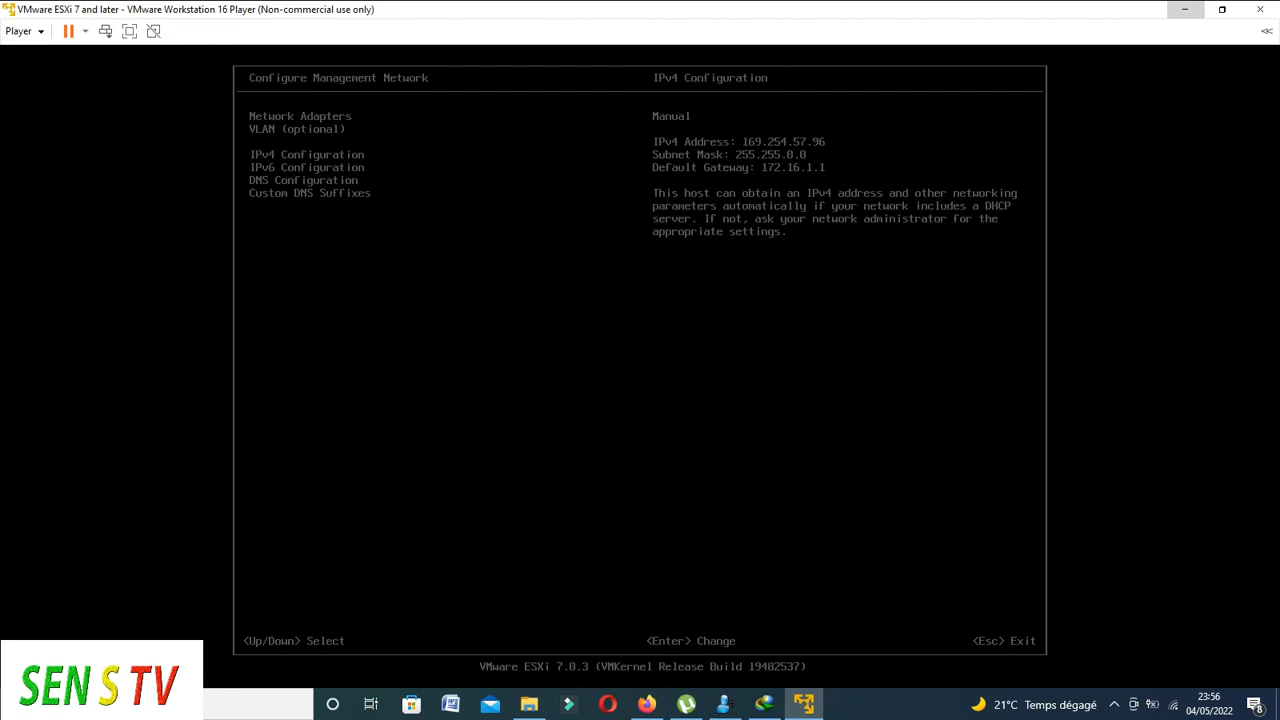 VMware ESXi 7 and later - VMware Workstation 16 Player (Non-commercial use only)
Player
Configure Management Network
IPv4 Configuration
Network Adapters
VLAN (optional)
IPv4 Configuration
IPv6 Configuration
DNS Configuration
Custom DNS Suffixes
Manual
IPv4 Address: 169.254.57.96
Subnet Mask: 255.255.0.0
Default Gateway: 172.16.1.1
This host can obtain an IPv4 address and other networking
parameters automatically if your network includes a DHCP
server. If not, ask your network administrator for the
appropriate settings.
<Up/Down> Select
<Enter> Change
<Esc> Exit
VMware ESXi 7.0.3 (VMKernel Release Build 19482537)
SEN S TV
21°C Temps dégagé
23:56
04/05/2022
8